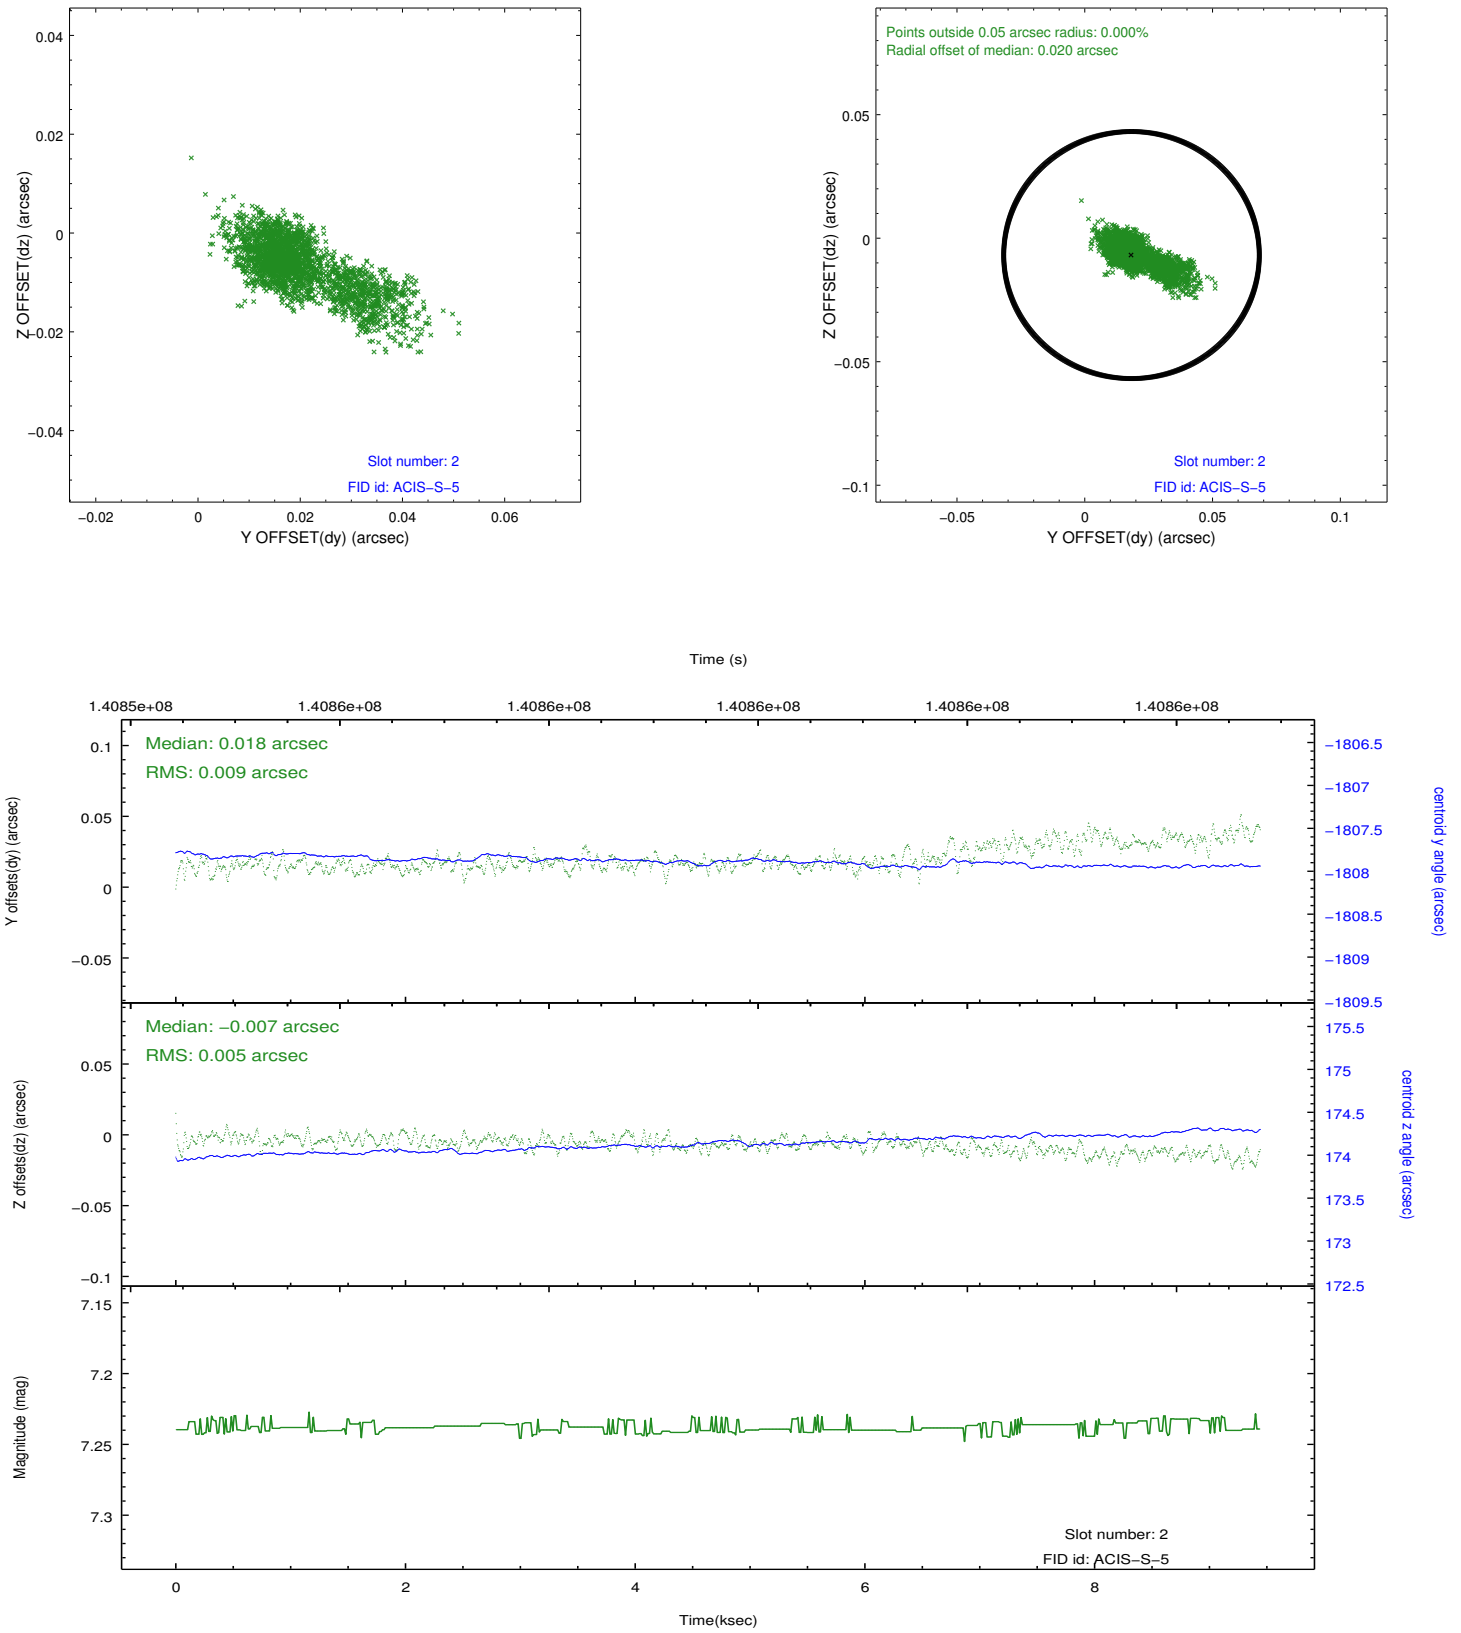 0.04
0.02
0
−0.02
−0.04
Z OFFSET(dz) (arcsec)
Slot number: 2
FID id: ACIS−S−5
−0.02
0
0.02
0.04
0.06
Y OFFSET(dy) (arcsec)
Points outside 0.05 arcsec radius: 0.000%
Radial offset of median: 0.020 arcsec
0.05
0
−0.05
−0.1
Z OFFSET(dz) (arcsec)
Slot number: 2
FID id: ACIS−S−5
−0.05
0
0.05
0.1
Y OFFSET(dy) (arcsec)
Time (s)
1.4085e+08
1.4086e+08
1.4086e+08
1.4086e+08
1.4086e+08
1.4086e+08
Median: 0.018 arcsec
RMS: 0.009 arcsec
0.1
0.05
0
−0.05
Y offsets(dy) (arcsec)
−1806.5
−1807
−1807.5
−1808
−1808.5
−1809
−1809.5
centroid y angle (arcsec)
Median: −0.007 arcsec
RMS: 0.005 arcsec
0.05
0
−0.05
−0.1
Z offsets(dz) (arcsec)
175.5
175
174.5
174
173.5
173
172.5
centroid z angle (arcsec)
7.15
7.2
7.25
7.3
Magnitude (mag)
Slot number: 2
FID id: ACIS−S−5
0
2
4
6
8
Time(ksec)